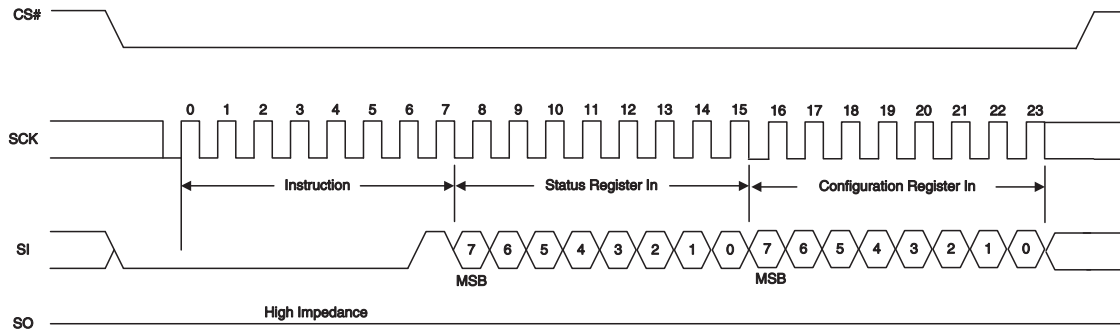 CS#
0 1 2 3 4 5 6 7 8 9 10 11 12 13 14 15 16 17 18 19 20 21 22 23
SCK
Instruction Status Register In Configuration Register In
SI 7 6 5 4 3 2 1 0 7 6 5 4 3 2 1 0
MSB MSB
High Impedance
SO